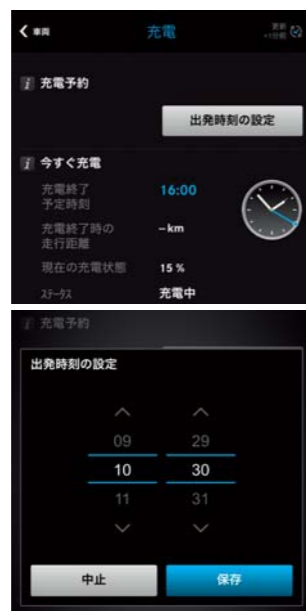 車両
充電
更新
<1分前
i 充電予約
出発時刻の設定
i 今すぐ充電
充電終了
予定時刻
16:00
充電終了時の
走行距離
–km
現在の充電状態
15 %
ステータス
充電中
i 充電予約
出発時刻の設定
09
29
10
30
11
31
中止
保存